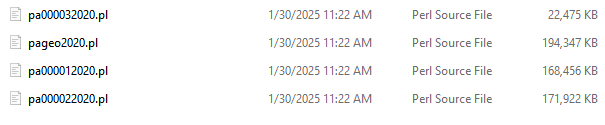 pa000032020.pl 1/30/2025 11:22 AM Perl Source File 22,475 KB
pageo2020.pl 1/30/2025 11:22 AM Perl Source File 194,347 KB
pa000012020.pl 1/30/2025 11:22 AM Perl Source File 168,456 KB
pa000022020.pl 1/30/2025 11:22 AM Perl Source File 171,922 KB